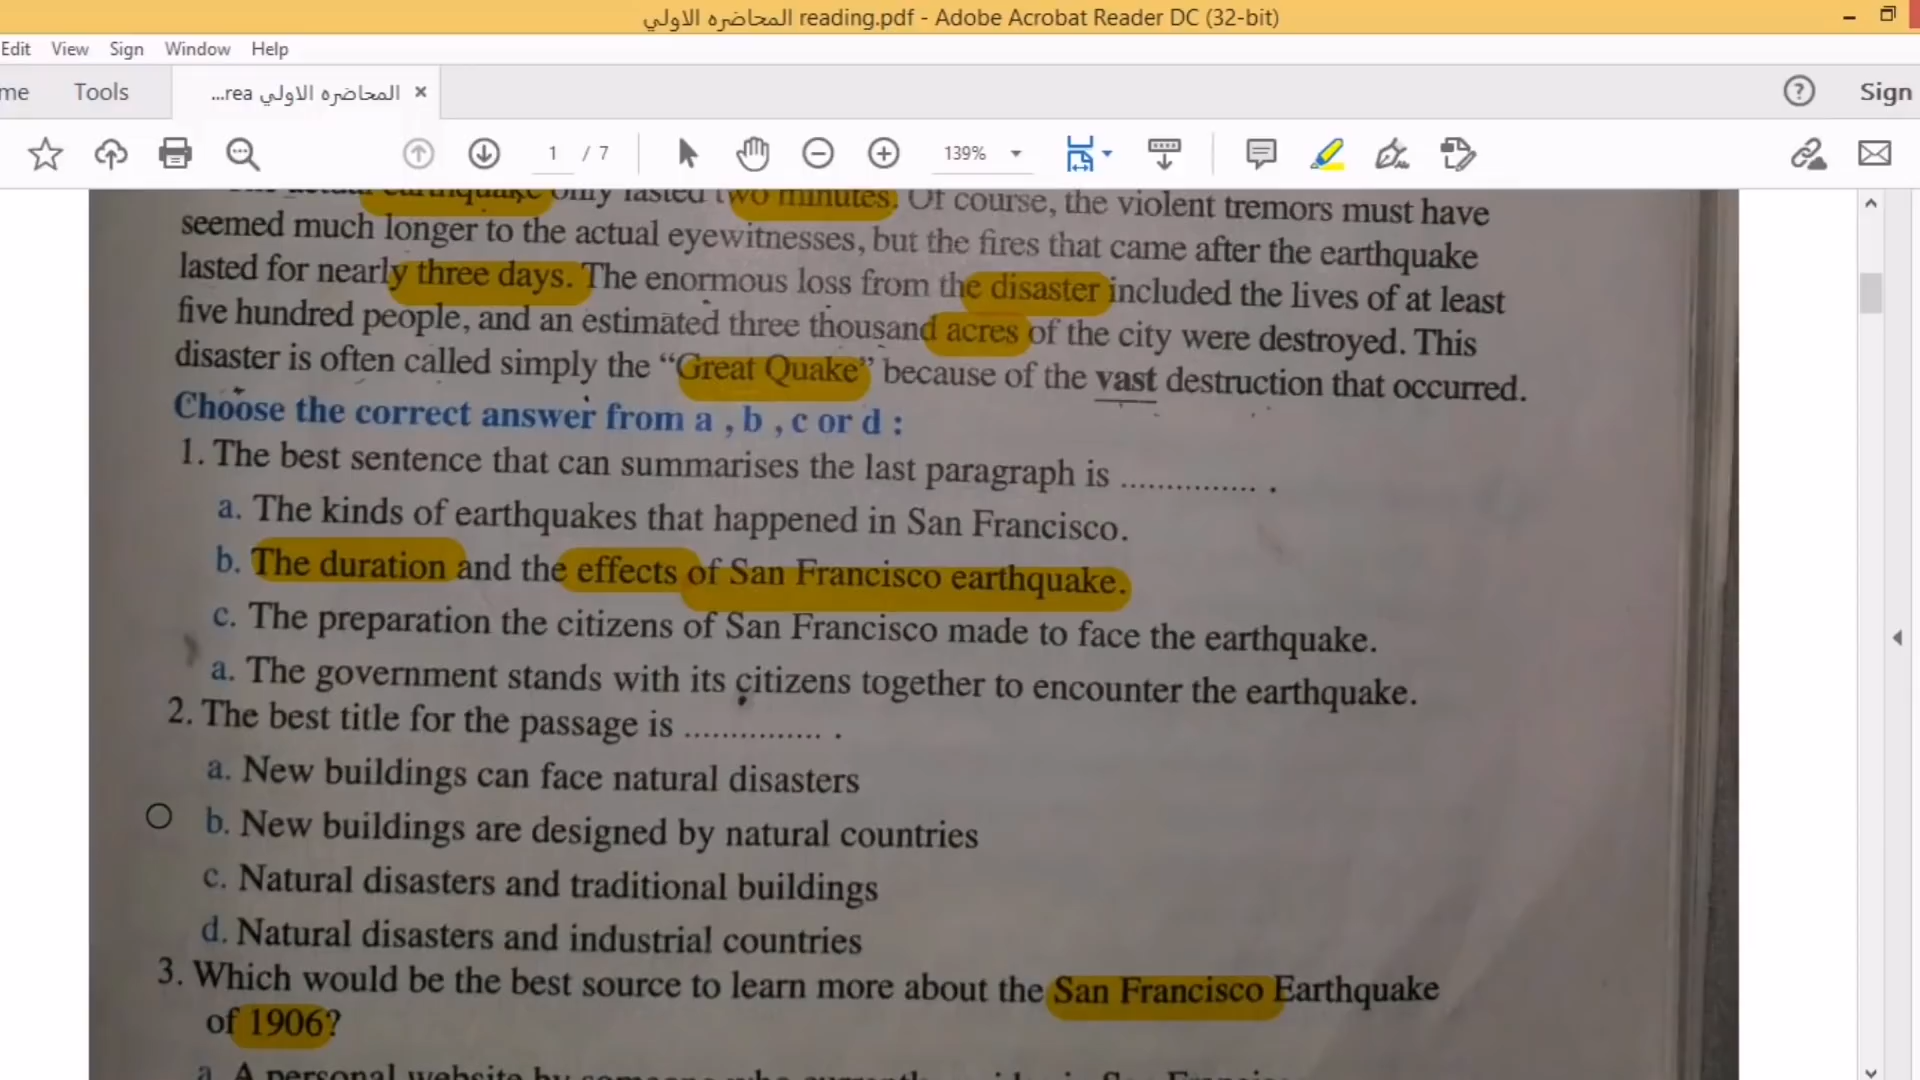 المحاضره الاولي reading.pdf - Adobe Acrobat Reader DC (32-bit)
Edit View Sign Window Help
me Tools المحاضره الاولي rea... × Sign
1 / 7 139%
earthquake only lasted two minutes. Of course, the violent tremors must have
seemed much longer to the actual eyewitnesses, but the fires that came after the earthquake
lasted for nearly three days. The enormous loss from the disaster included the lives of at least
five hundred people, and an estimated three thousand acres of the city were destroyed. This
disaster is often called simply the “Great Quake” because of the vast destruction that occurred.
Choose the correct answer from a , b , c or d :
1. The best sentence that can summarises the last paragraph is ............... .
a. The kinds of earthquakes that happened in San Francisco.
b. The duration and the effects of San Francisco earthquake.
c. The preparation the citizens of San Francisco made to face the earthquake.
a. The government stands with its citizens together to encounter the earthquake.
2. The best title for the passage is ............... .
a. New buildings can face natural disasters
b. New buildings are designed by natural countries
c. Natural disasters and traditional buildings
d. Natural disasters and industrial countries
3. Which would be the best source to learn more about the San Francisco Earthquake
of 1906?
a. A personal website by someone who currently